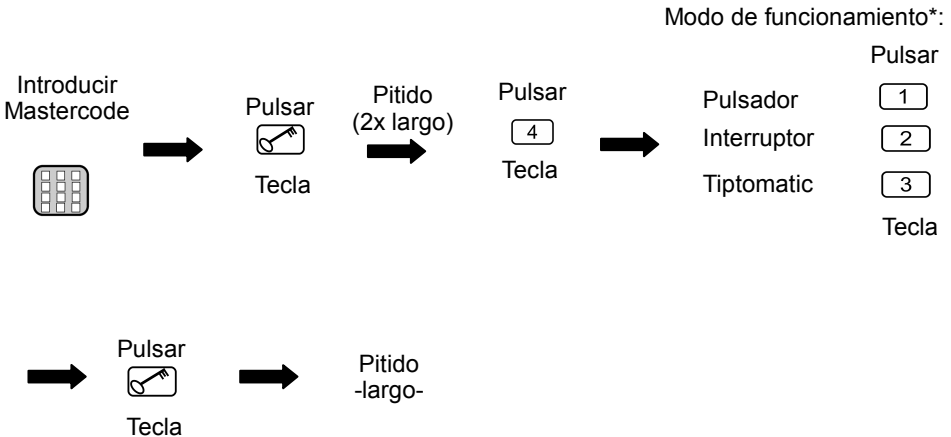 Modo de funcionamiento*:
Introducir
Mastercode
Pulsar
Tecla
Pitido
(2x largo)
Pulsar
4
Tecla
Pulsar
Pulsador
1
Interruptor
2
Tiptomatic
3
Tecla
Pulsar
Tecla
Pitido
-largo-